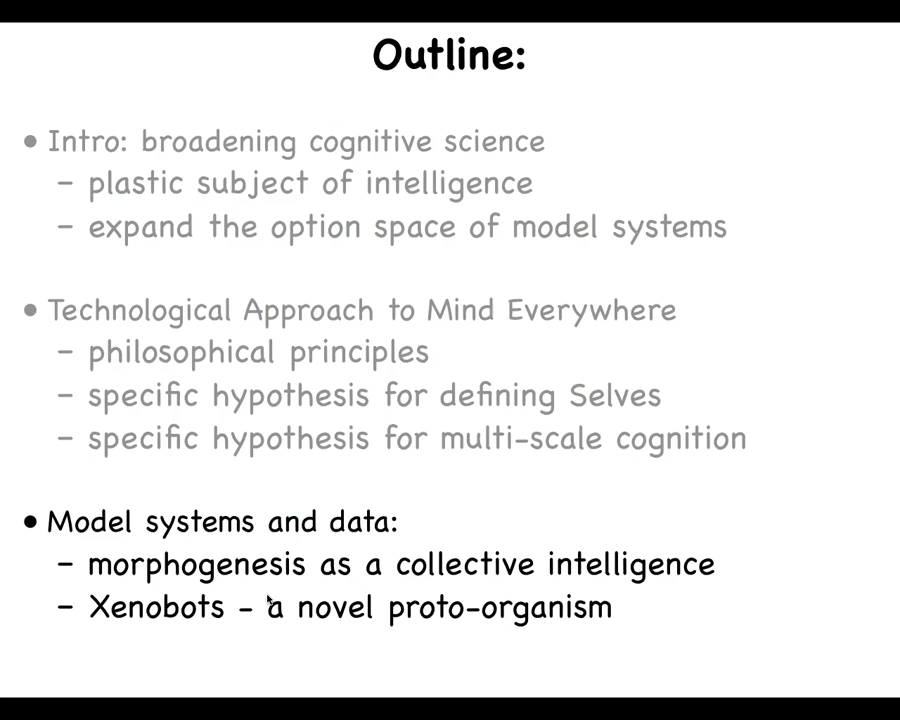 Outline:
• Intro: broadening cognitive science
– plastic subject of intelligence
– expand the option space of model systems
• Technological Approach to Mind Everywhere
– philosophical principles
– specific hypothesis for defining Selves
– specific hypothesis for multi-scale cognition
• Model systems and data:
– morphogenesis as a collective intelligence
– Xenobots - a novel proto-organism